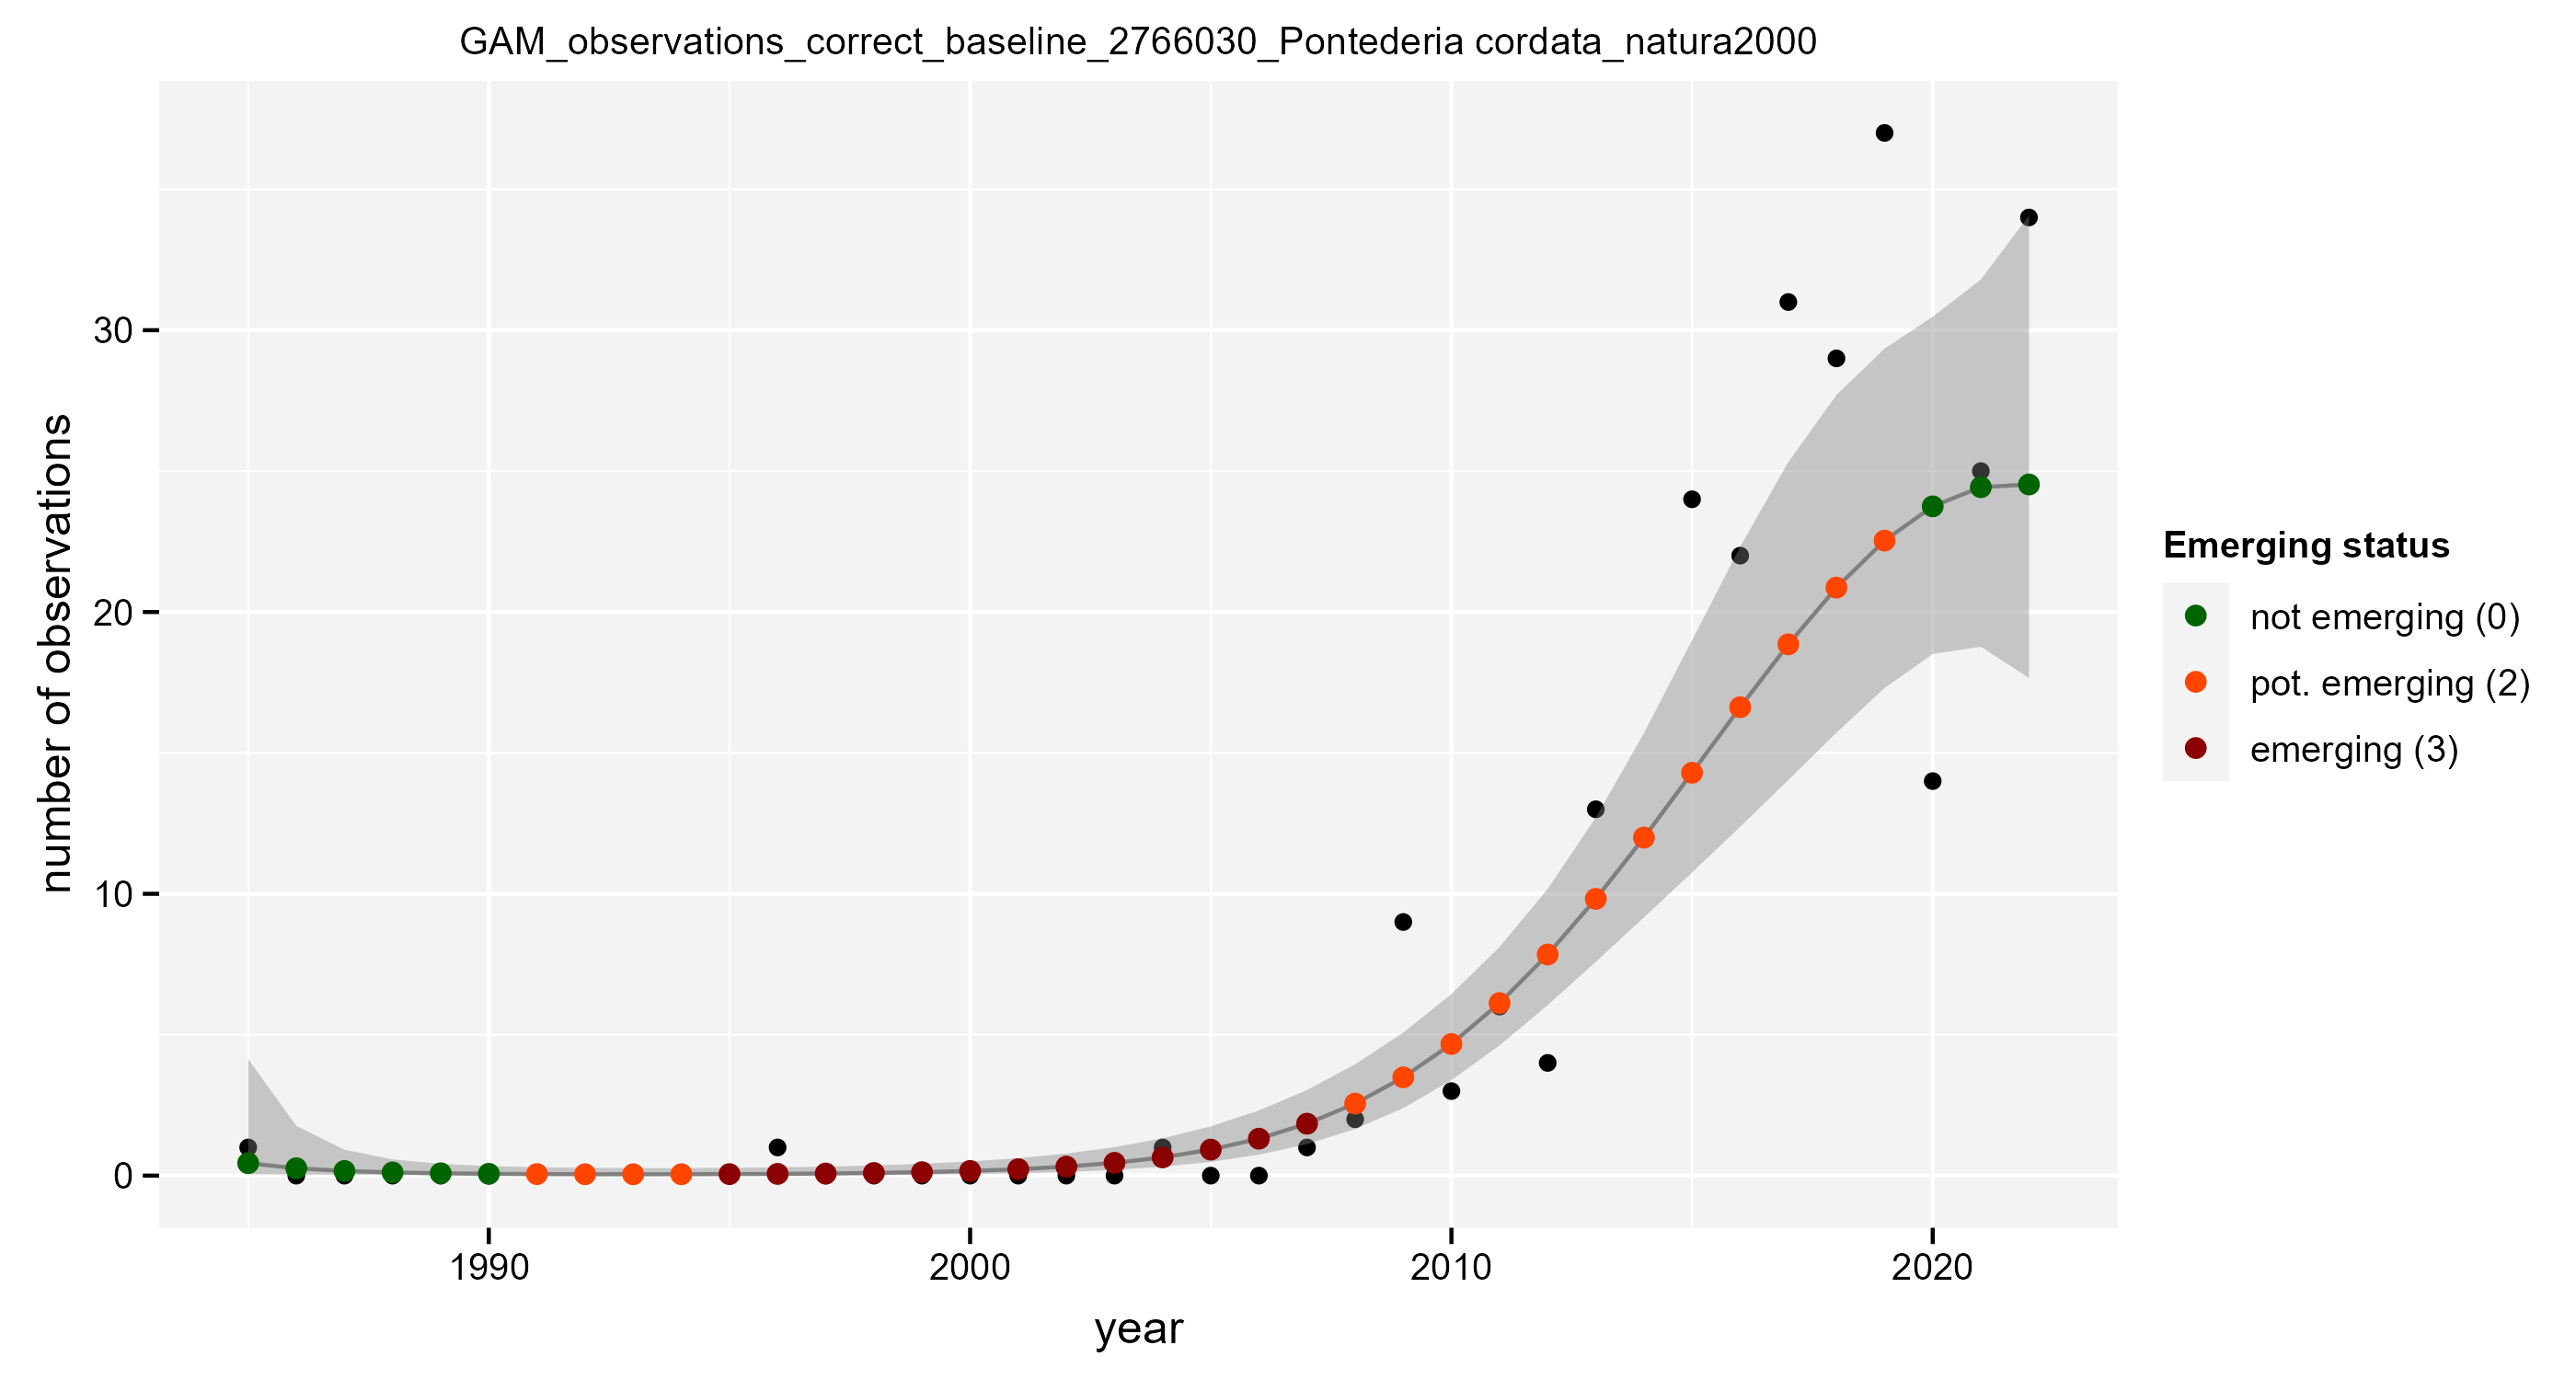 GAM_observations_correct_baseline_2766030_Pontederia cordata_natura2000
number of observations
30
20
10
0
1990
2000
2010
2020
year
Emerging status
not emerging (0)
pot. emerging (2)
emerging (3)